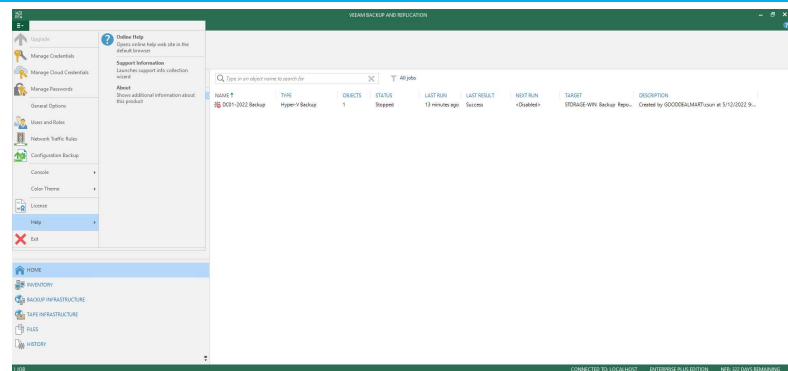 VEEAM BACKUP AND REPLICATION
Upgrade
Manage Credentials
Manage Cloud Credentials
Manage Passwords
General Options
Users and Roles
Network Traffic Rules
Configuration Backup
Console
Color Theme
License
Help
Exit
Online Help
Opens online help web site in the
default browser
Support Information
Launches support info collection
wizard
About
Shows additional information about
this product
Type in an object name to search for
All jobs
NAME TYPE OBJECTS STATUS LAST RUN LAST RESULT NEXT RUN TARGET DESCRIPTION
DC01-2022 Backup Hyper-V Backup 1 Stopped 13 minutes ago Success <Disabled> STORAGE-WIN: Backup Repo... Created by GOODDEALMART\csun at 5/12/2022 9:...
HOME
INVENTORY
BACKUP INFRASTRUCTURE
TAPE INFRASTRUCTURE
FILES
HISTORY
1 JOB
CONNECTED TO: LOCALHOST ENTERPRISE PLUS EDITION NFR: 322 DAYS REMAINING